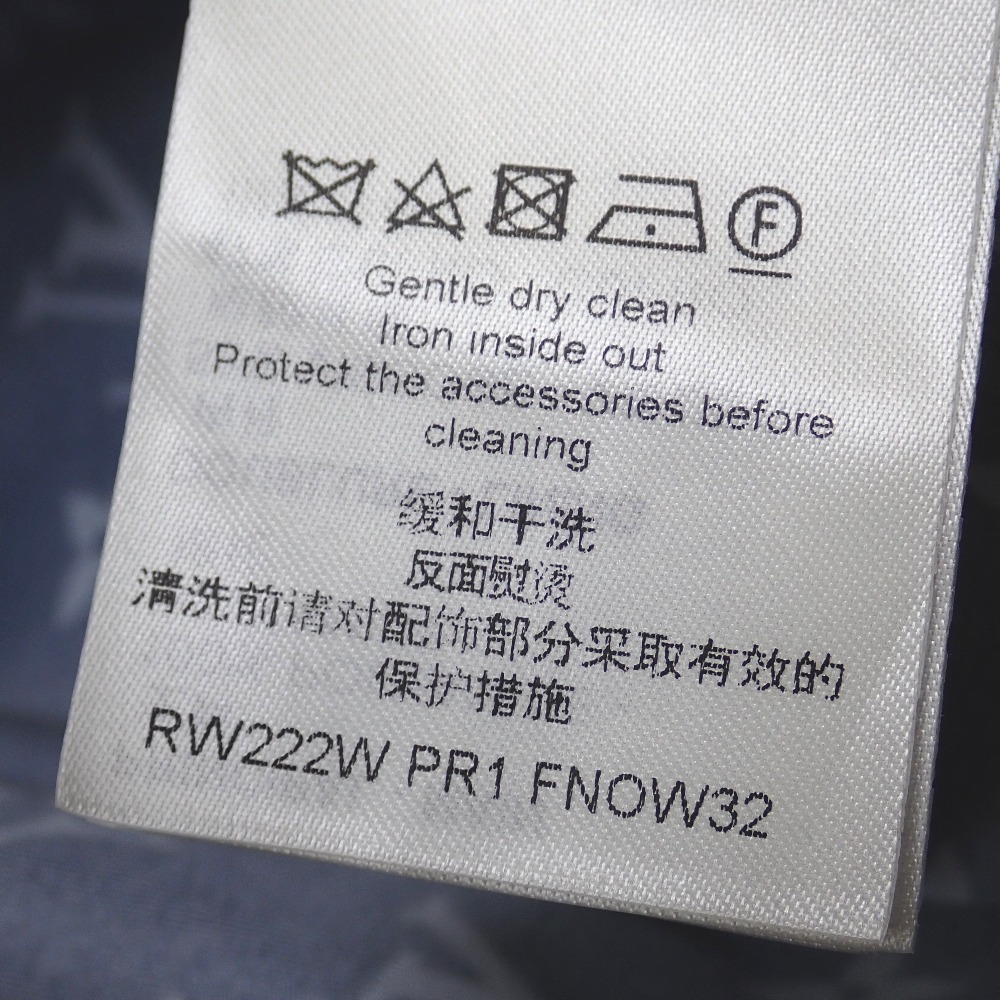 F
Gentle dry clean
Iron inside out
Protect the accessories before
cleaning
缓和干洗
反面熨烫
清洗前请对配饰部分采取有效的
保护措施
RW222W PR1 FNOW32